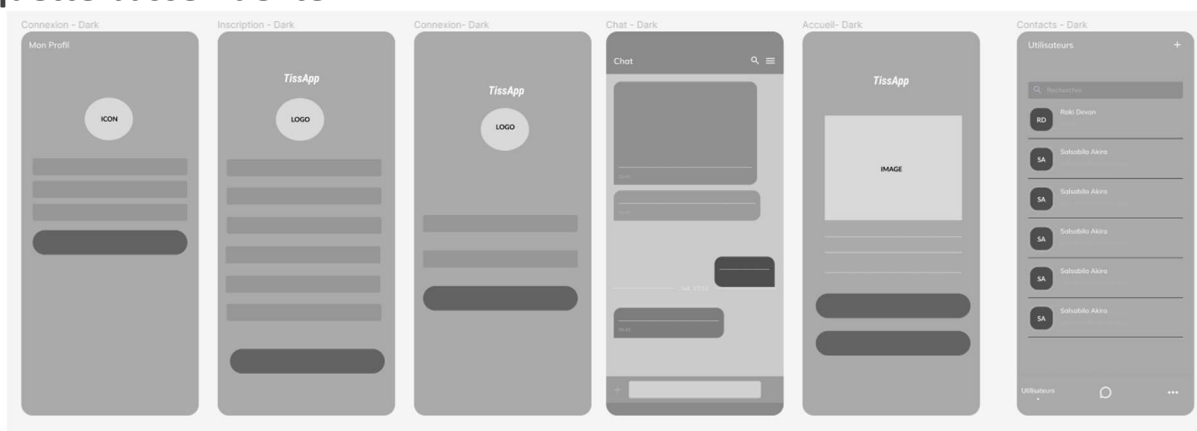 Connexion - Dark
Mon Profil
ICON
Inscription - Dark
TissApp
LOGO
Connexion- Dark
TissApp
LOGO
Chat - Dark
Chat
Accueil- Dark
TissApp
IMAGE
Contacts - Dark
Utilisateurs +
Rechercher
RD Raki Devon
SA Salsabila Akira
SA Salsabila Akira
SA Salsabila Akira
SA Salsabila Akira
SA Salsabila Akira
Utilisateurs